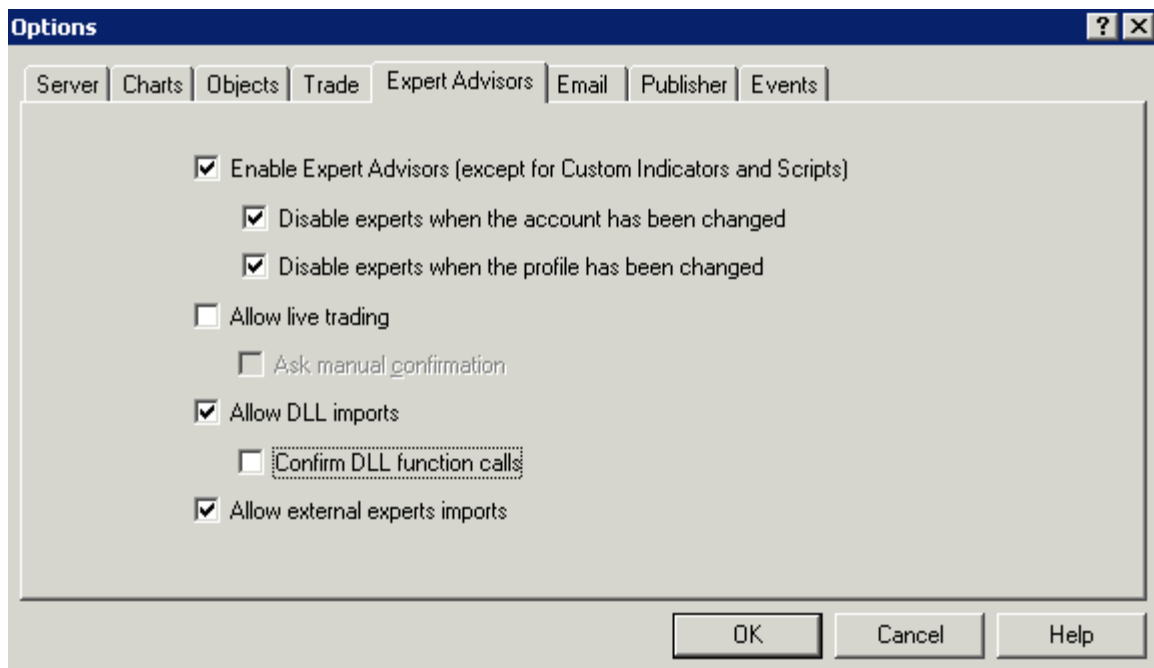 Options
Server Charts Objects Trade Expert Advisors Email Publisher Events
Enable Expert Advisors (except for Custom Indicators and Scripts)
Disable experts when the account has been changed
Disable experts when the profile has been changed
Allow live trading
Ask manual confirmation
Allow DLL imports
Confirm DLL function calls
Allow external experts imports
OK Cancel Help